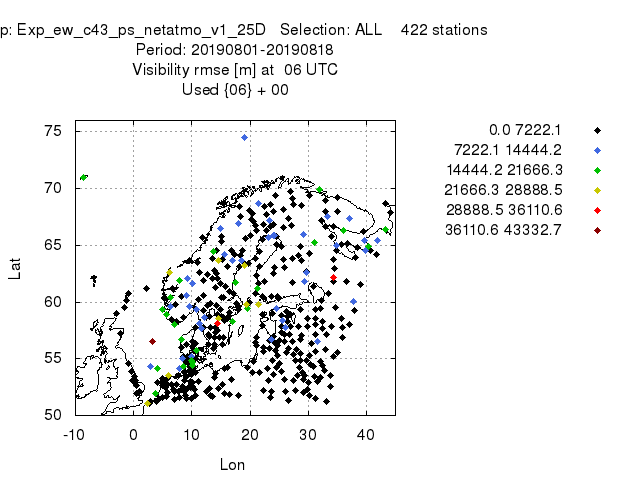 p: Exp_ew_c43_ps_netatmo_v1_25D Selection: ALL 422 stations
Period: 20190801-20190818
Visibility rmse [m] at 06 UTC
Used {06} + 00
0.0 7222.1
7222.1 14444.2
14444.2 21666.3
21666.3 28888.5
28888.5 36110.6
36110.6 43332.7
75
70
65
60
55
50
Lat
-10 0 10 20 30 40
Lon